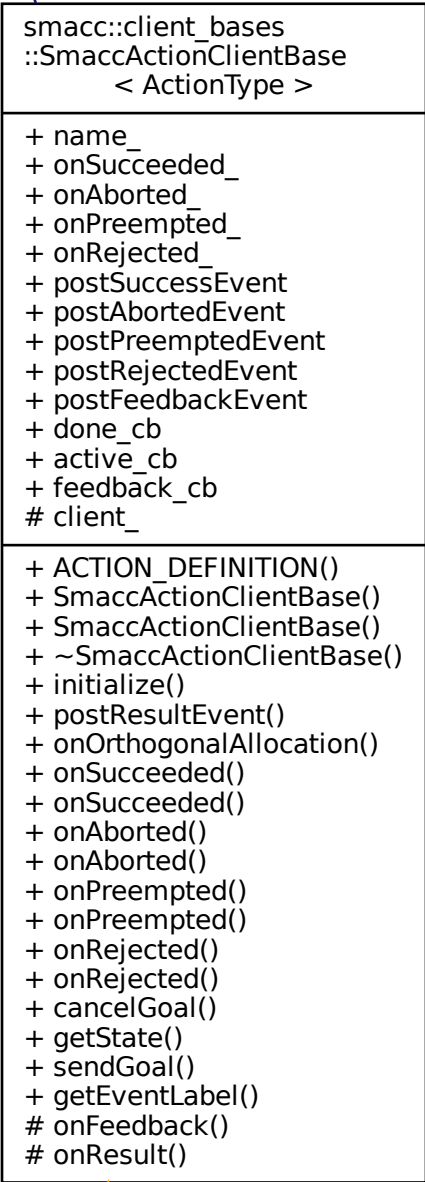 smacc::client_bases
::SmaccActionClientBase
< ActionType >
+ name_
+ onSucceeded_
+ onAborted_
+ onPreempted_
+ onRejected_
+ postSuccessEvent
+ postAbortedEvent
+ postPreemptedEvent
+ postRejectedEvent
+ postFeedbackEvent
+ done_cb
+ active_cb
+ feedback_cb
# client_
+ ACTION_DEFINITION()
+ SmaccActionClientBase()
+ SmaccActionClientBase()
+ ~SmaccActionClientBase()
+ initialize()
+ postResultEvent()
+ onOrthogonalAllocation()
+ onSucceeded()
+ onSucceeded()
+ onAborted()
+ onAborted()
+ onPreempted()
+ onPreempted()
+ onRejected()
+ onRejected()
+ cancelGoal()
+ getState()
+ sendGoal()
+ getEventLabel()
# onFeedback()
# onResult()